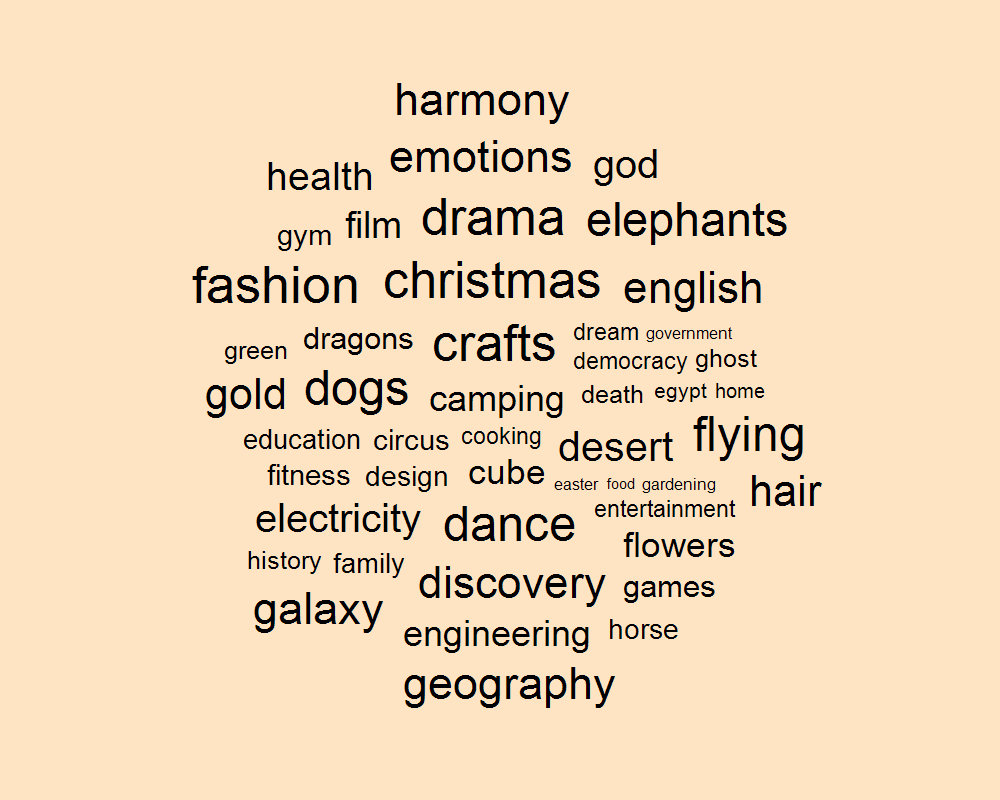 harmony
health emotions god
gym film drama elephants
fashion christmas english
green dragons crafts dream government
democracy ghost
gold dogs camping death egypt home
education circus cooking desert flying
fitness design cube easter food gardening hair
electricity dance entertainment
flowers
history family discovery games
galaxy engineering horse
geography